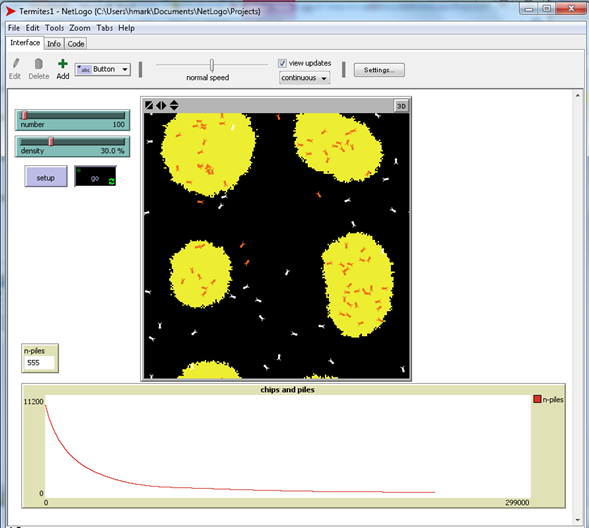 Termites1 - NetLogo {C:\Users\hmark\Documents\NetLogo\Projects}
File Edit Tools Zoom Tabs Help
Interface Info Code
Edit Delete Add abc Button normal speed view updates continuous Settings...
3D
number 100
density 30.0 %
setup go
n-piles
555
chips and piles
11200
0
0 299000
n-piles